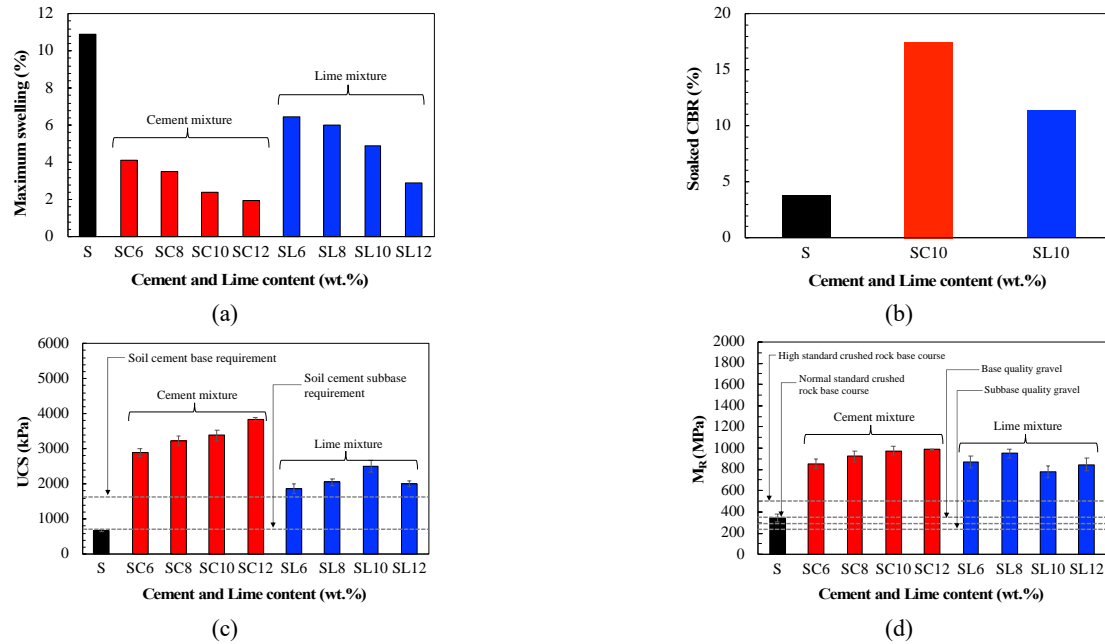 12
10
8
6
4
2
0
Maximum swelling (%)
Cement mixture
Lime mixture
S SC6 SC8 SC10 SC12 SL6 SL8 SL10 SL12
Cement and Lime content (wt.%)
(a)
20
15
10
5
0
Soaked CBR (%)
S SC10 SL10
Cement and Lime content (wt.%)
(b)
6000
5000
4000
3000
2000
1000
0
UCS (kPa)
Soil cement base requirement
Soil cement subbase
requirement
Cement mixture
Lime mixture
S SC6 SC8 SC10 SC12 SL6 SL8 SL10 SL12
Cement and Lime content (wt.%)
(c)
2000
1800
1600
1400
1200
1000
800
600
400
200
0
MR (MPa)
High standard crushed rock base course
Normal standard crushed
rock base course
Base quality gravel
Subbase quality gravel
Cement mixture
Lime mixture
S SC6 SC8 SC10 SC12 SL6 SL8 SL10 SL12
Cement and Lime content (wt.%)
(d)